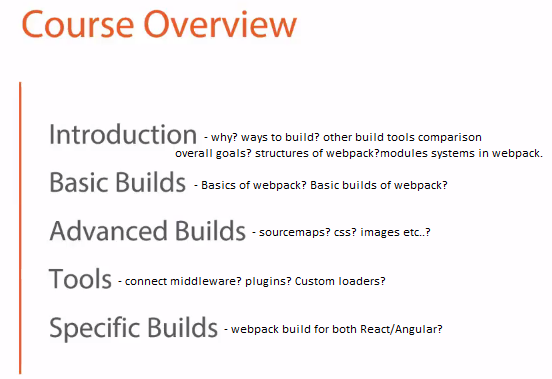 Course Overview
Introduction - why? ways to build? other build tools comparison
overall goals? structures of webpack?modules systems in webpack.
Basic Builds - Basics of webpack? Basic builds of webpack?
Advanced Builds - sourcemaps? css? images etc..?
Tools - connect middleware? plugins? Custom loaders?
Specific Builds - webpack build for both React/Angular?